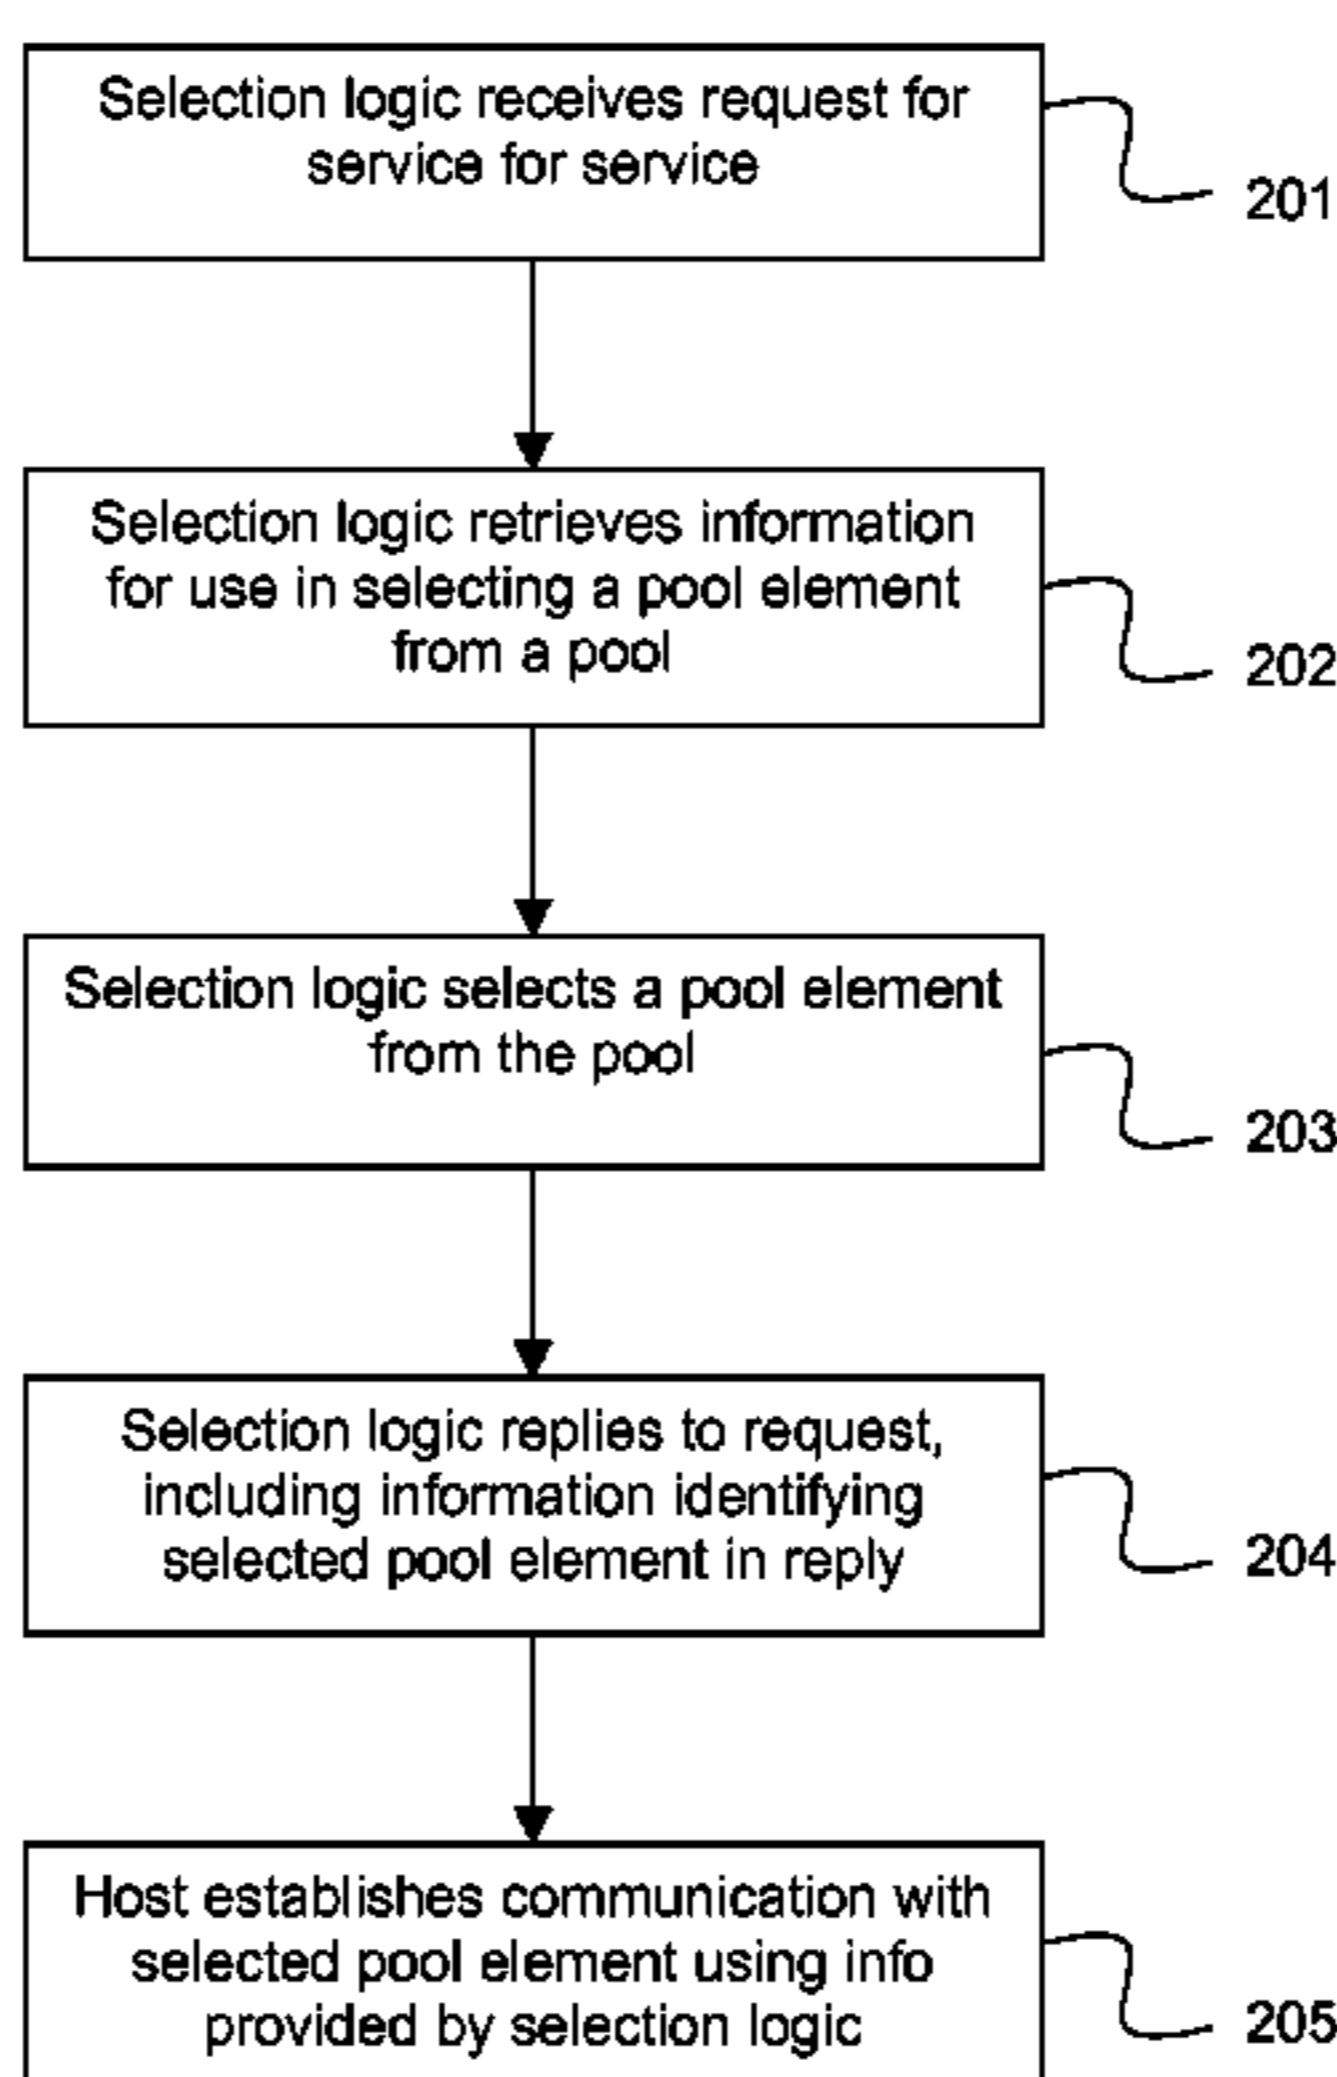 Selection logic receives request for
service for service
201
Selection logic retrieves information
for use in selecting a pool element
from a pool
202
Selection logic selects a pool element
from the pool
203
Selection logic replies to request,
including information identifying
selected pool element in reply
204
Host establishes communication with
selected pool element using info
provided by selection logic
205